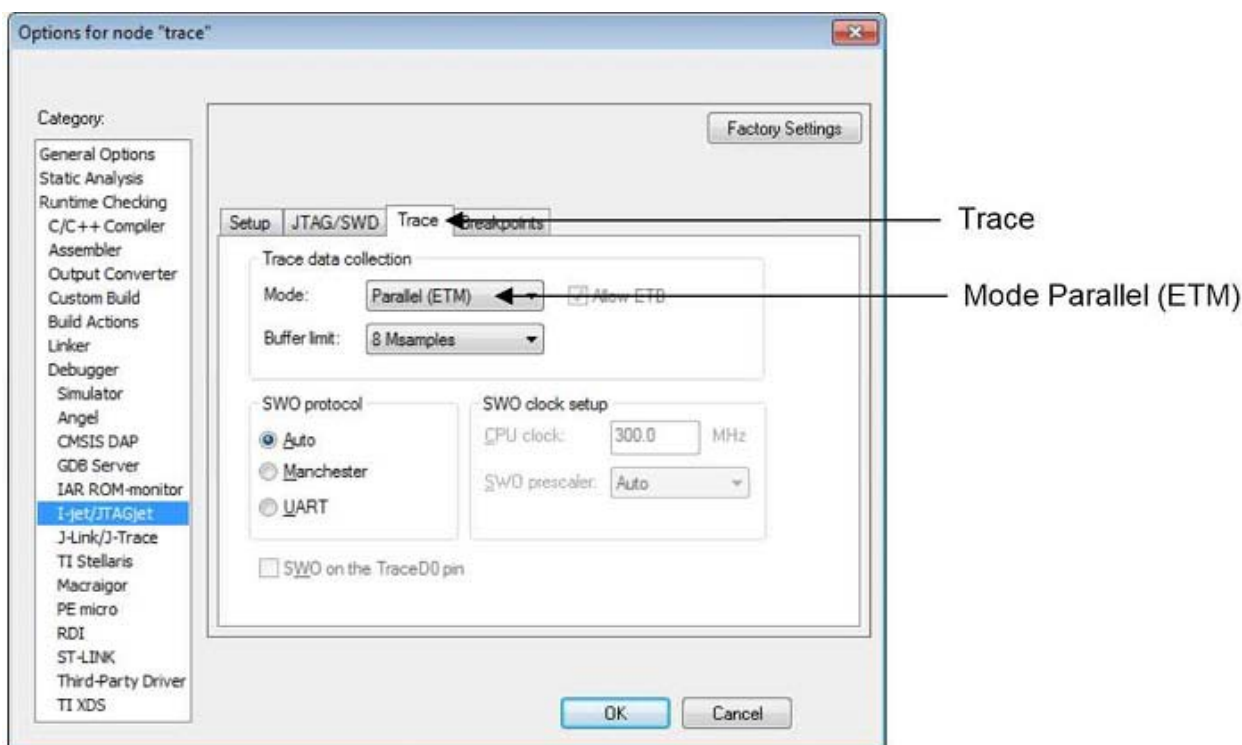 Options for node "trace"
Category:
General Options
Static Analysis
Runtime Checking
C/C++ Compiler
Assembler
Output Converter
Custom Build
Build Actions
Linker
Debugger
Simulator
Angel
CMSIS DAP
GDB Server
IAR ROM-monitor
I-jet/JTAGjet
J-Link/J-Trace
TI Stellaris
Macraigor
PE micro
RDI
ST-LINK
Third-Party Driver
TI XDS
Factory Settings
Setup JTAG/SWD Trace Breakpoints
Trace data collection
Mode: Parallel (ETM) Allow ETB
Buffer limit: 8 Msamples
SWO protocol
Auto
Manchester
UART
SWO clock setup
CPU clock: 300.0 MHz
SWO prescaler: Auto
SWO on the TraceD0 pin
OK Cancel
Trace
Mode Parallel (ETM)